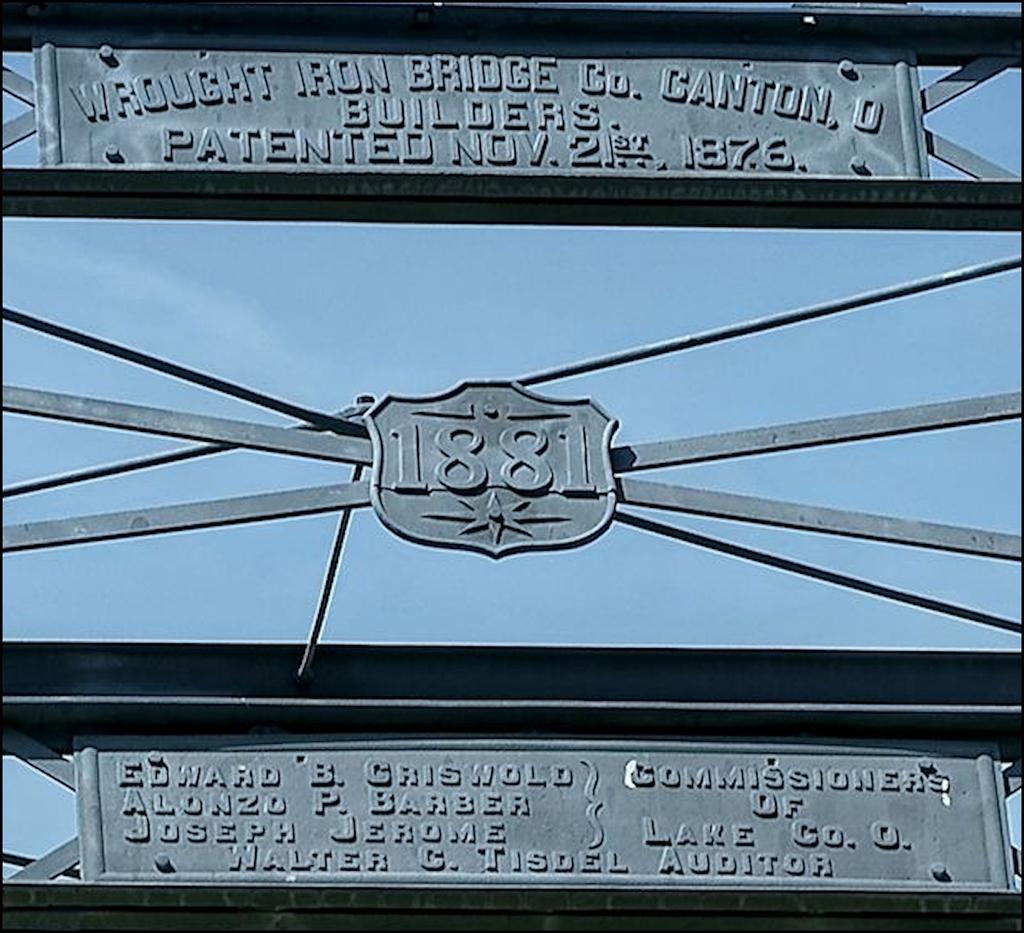 WROUGHT IRON BRIDGE CO. CANTON, O
BUILDERS.
PATENTED NOV. 21ST, 1876.
1881
EDWARD B. GRISWOLD } COMMISSIONERS
ALONZO P. BARBER OF
JOSEPH JEROME LAKE CO. O.
WALTER C. TISDEL AUDITOR